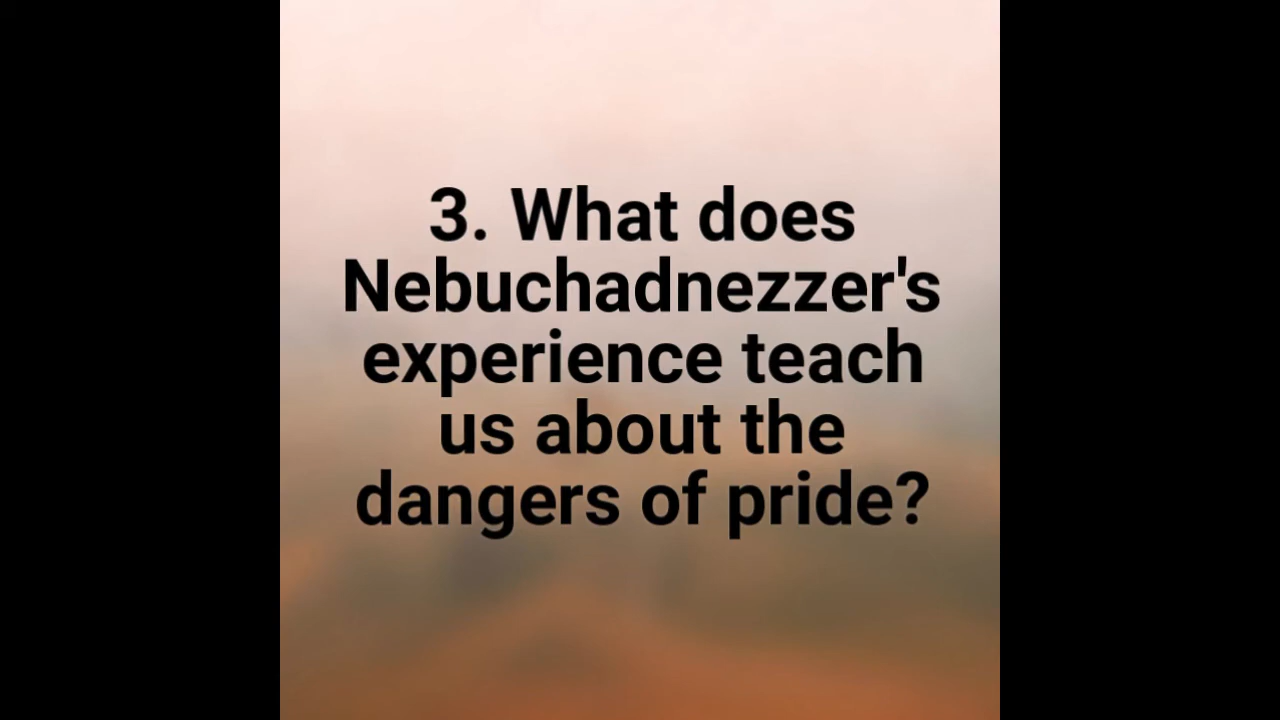 3. What does
Nebuchadnezzer's
experience teach
us about the
dangers of pride?